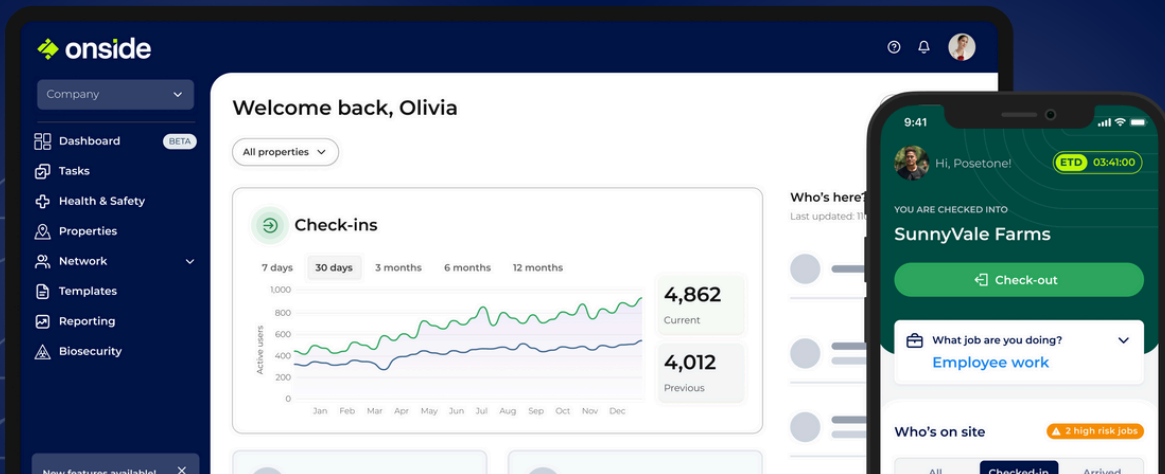 onside
Company
Dashboard BETA
Tasks
Health & Safety
Properties
Network
Templates
Reporting
Biosecurity
New features available!
Welcome back, Olivia
All properties
Check-ins
7 days 30 days 3 months 6 months 12 months
Active users
1,000
800
600
400
200
0
Jan Feb Mar Apr May Jun Jul Aug Sep Oct Nov Dec
4,862
Current
4,012
Previous
Who's here?
Last updated:
9:41
Hi, Posetone!
ETD 03:41:00
YOU ARE CHECKED INTO
SunnyVale Farms
Check-out
What job are you doing?
Employee work
Who's on site
2 high risk jobs
All Checked-in Arrived